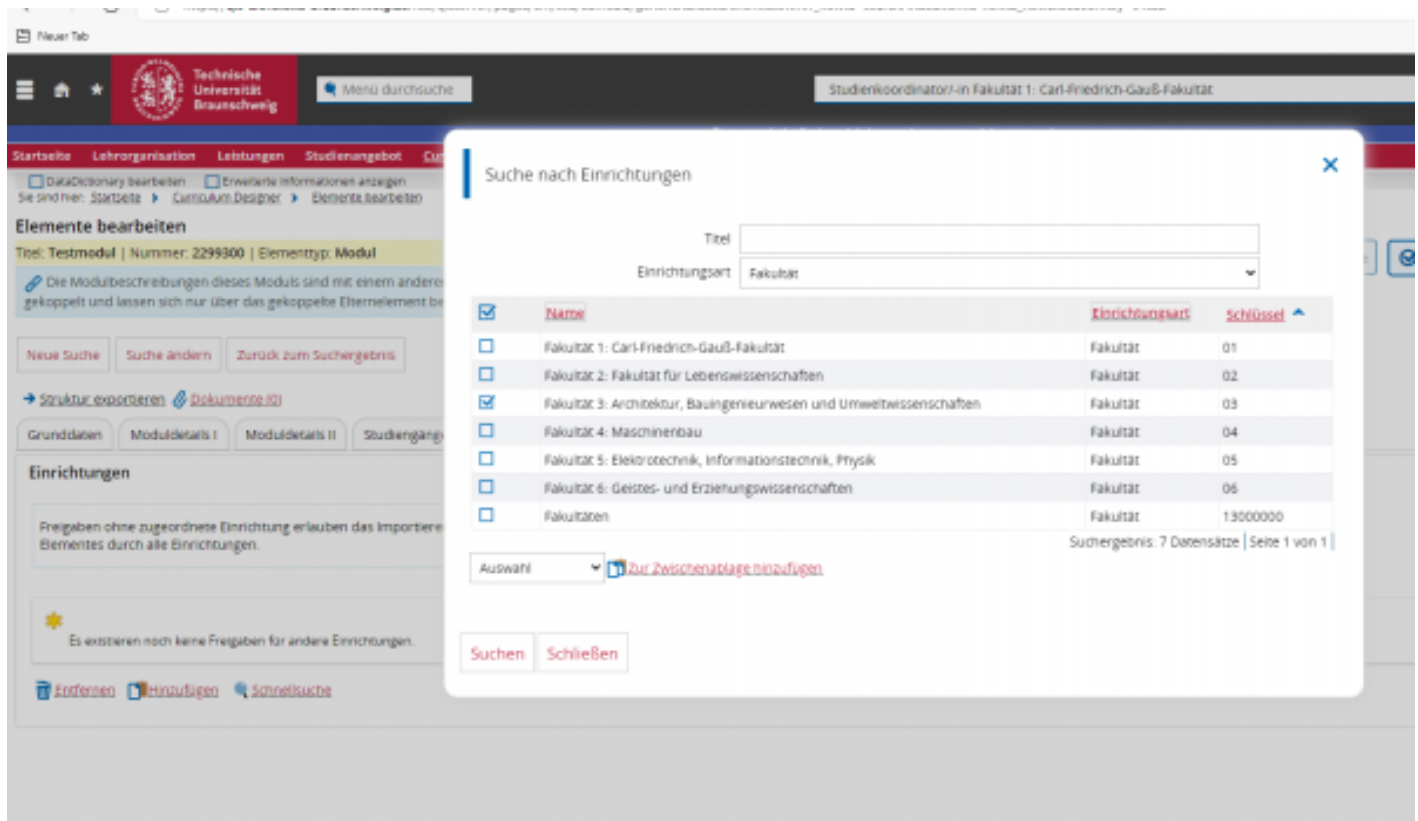 Neuer Tab
Technische
Universität
Braunschweig
Menü durchsuche
Studienkoordinator/-in Fakultät 1: Carl-Friedrich-Gauß-Fakultät
Startseite Lehrorganisation Leistungen Studienangebot Cu
DataDictionary bearbeiten Erweiterte Informationen anzeigen
Sie sind hier: Startseite Curriculum Designer Elemente bearbeiten
Elemente bearbeiten
Titel: Testmodul | Nummer: 2299300 | Elementtyp: Modul
Die Modulbeschreibungen dieses Moduls sind mit einem andere
gekoppelt und lassen sich nur über das gekoppelte Elternelement be
Neue Suche Suche ändern Zurück zum Suchergebnis
Struktur exportieren Dokumente (0)
Grunddaten Moduldetails I Moduldetails II Studiengäng
Einrichtungen
Freigaben ohne zugeordnete Einrichtung erlauben das Importiere
Elementes durch alle Einrichtungen.
Es existieren noch keine Freigaben für andere Einrichtungen.
Entfernen Hinzufügen Schnellsuche
Suche nach Einrichtungen
Titel
Einrichtungsart Fakultät
Name Einrichtungsart Schlüssel
Fakultät 1: Carl-Friedrich-Gauß-Fakultät Fakultät 01
Fakultät 2: Fakultät für Lebenswissenschaften Fakultät 02
Fakultät 3: Architektur, Bauingenieurwesen und Umweltwissenschaften Fakultät 03
Fakultät 4: Maschinenbau Fakultät 04
Fakultät 5: Elektrotechnik, Informationstechnik, Physik Fakultät 05
Fakultät 6: Geistes- und Erziehungswissenschaften Fakultät 06
Fakultäten Fakultät 13000000
Suchergebnis: 7 Datensätze | Seite 1 von 1 |
Auswahl Zur Zwischenablage hinzufügen
Suchen Schließen